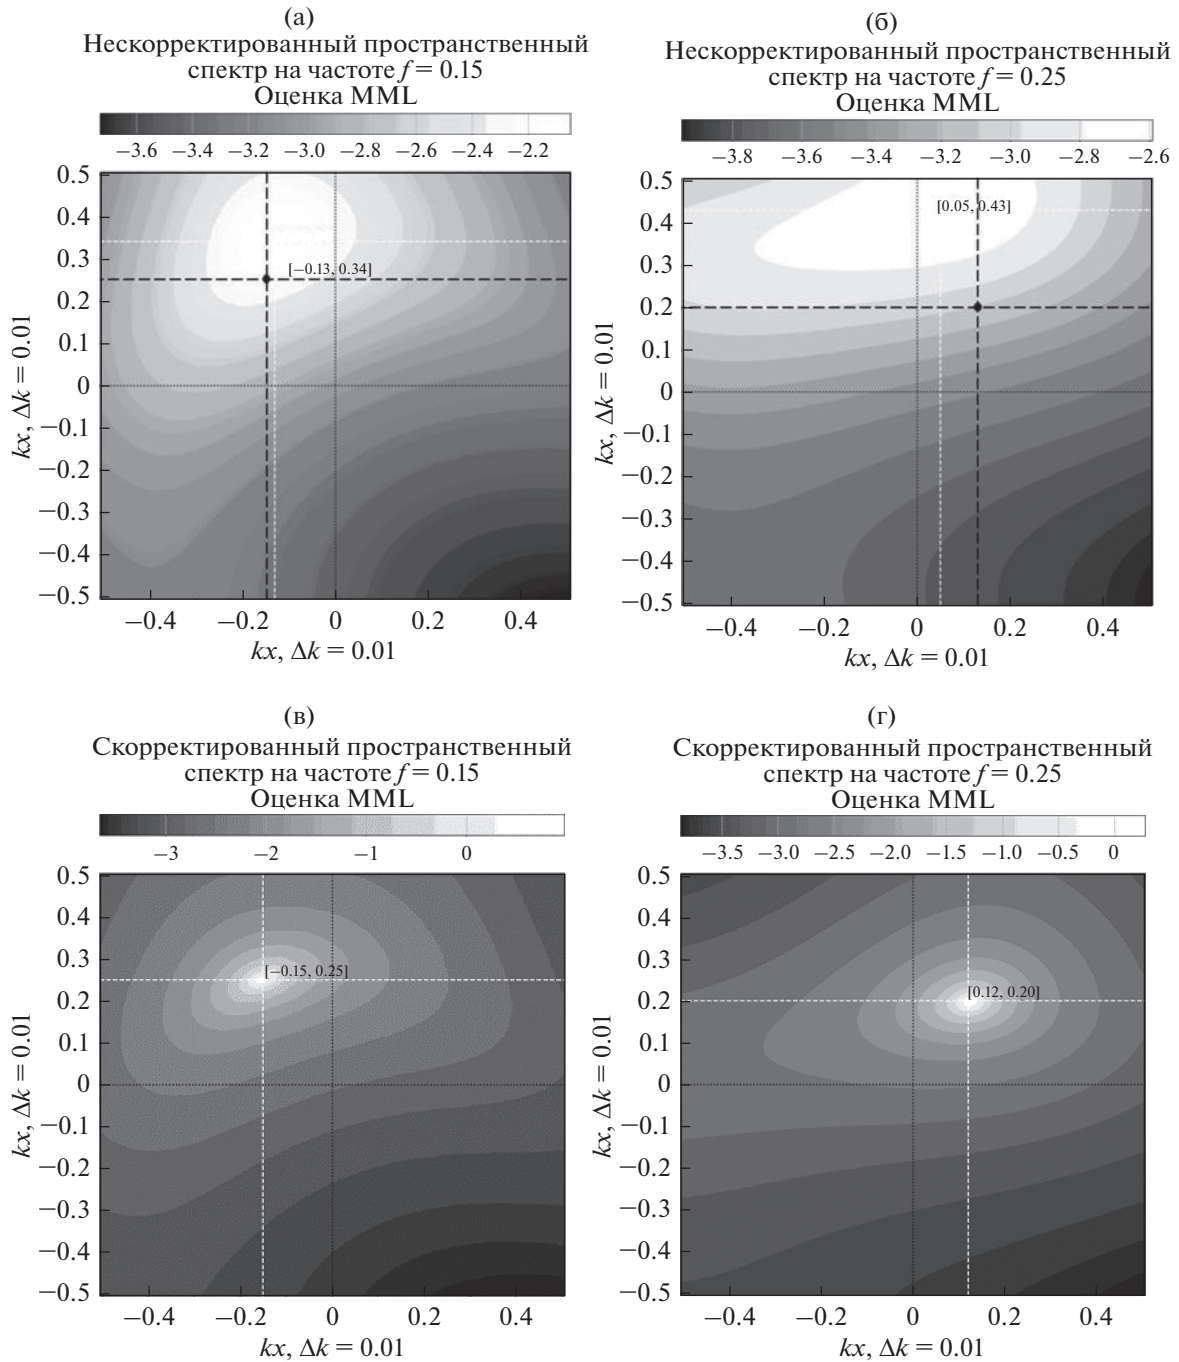 (а)
Нескорректированный пространственный
спектр на частоте f = 0.15
Оценка MML
−3.6 −3.4 −3.2 −3.0 −2.8 −2.6 −2.4 −2.2
0.5
0.4
0.3
0.2
0.1
0
−0.1
−0.2
−0.3
−0.4
−0.5
kx, Δk = 0.01
[−0.13, 0.34]
−0.4 −0.2 0 0.2 0.4
kx, Δk = 0.01
(б)
Нескорректированный пространственный
спектр на частоте f = 0.25
Оценка MML
−3.8 −3.6 −3.4 −3.2 −3.0 −2.8 −2.6
0.5
0.4
0.3
0.2
0.1
0
−0.1
−0.2
−0.3
−0.4
−0.5
kx, Δk = 0.01
[0.05, 0.43]
−0.4 −0.2 0 0.2 0.4
kx, Δk = 0.01
(в)
Скорректированный пространственный
спектр на частоте f = 0.15
Оценка MML
−3 −2 −1 0
0.5
0.4
0.3
0.2
0.1
0
−0.1
−0.2
−0.3
−0.4
−0.5
kx, Δk = 0.01
[−0.15, 0.25]
−0.4 −0.2 0 0.2 0.4
kx, Δk = 0.01
(г)
Скорректированный пространственный
спектр на частоте f = 0.25
Оценка MML
−3.5 −3.0 −2.5 −2.0 −1.5 −1.0 −0.5 0
0.5
0.4
0.3
0.2
0.1
0
−0.1
−0.2
−0.3
−0.4
−0.5
kx, Δk = 0.01
[0.12, 0.20]
−0.4 −0.2 0 0.2 0.4
kx, Δk = 0.01